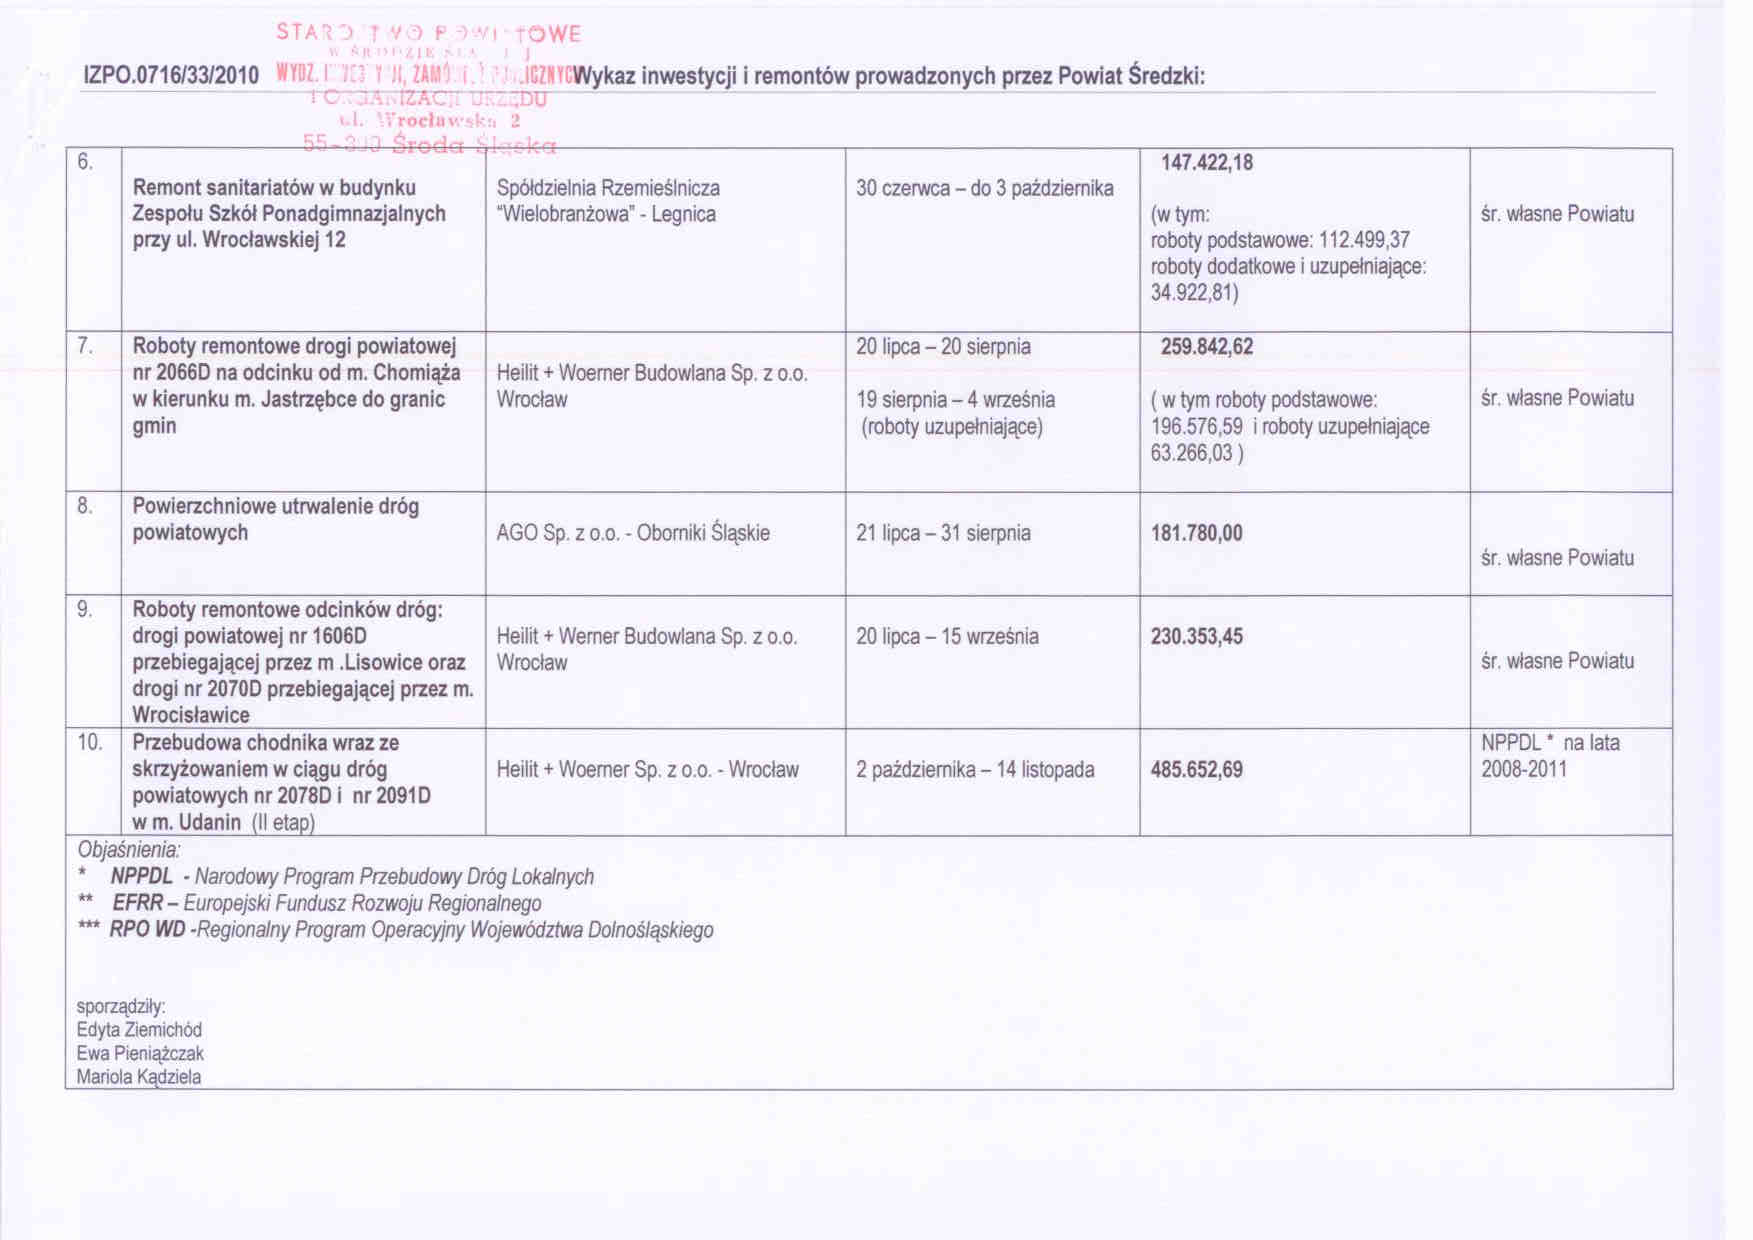 STAROSTWO POWIATOWE
W ŚRODZIE
IZPO.0716/33/2010
WYDZ. ZAMÓ
Wykaz inwestycji i remontów prowadzonych przez Powiat Średzki:
I ORGANIZACJI URZĘDU
ul. Wrocławska 2
55-300 Środa Śląska
6.
Remont sanitariatów w budynku
Zespołu Szkół Ponadgimnazjalnych
przy ul. Wrocławskiej 12
Spółdzielnia Rzemieślnicza
“Wielobranżowa” - Legnica
30 czerwca – do 3 października
147.422,18
(w tym:
roboty podstawowe: 112.499,37
roboty dodatkowe i uzupełniające:
34.922,81)
śr. własne Powiatu
7.
Roboty remontowe drogi powiatowej
nr 2066D na odcinku od m. Chomiąża
w kierunku m. Jastrzębce do granic
gmin
Heilit + Woerner Budowlana Sp. z o.o.
Wrocław
20 lipca – 20 sierpnia
19 sierpnia – 4 września
(roboty uzupełniające)
259.842,62
( w tym roboty podstawowe:
196.576,59 i roboty uzupełniające
63.266,03 )
śr. własne Powiatu
8.
Powierzchniowe utrwalenie dróg
powiatowych
AGO Sp. z o.o. - Oborniki Śląskie
21 lipca – 31 sierpnia
181.780,00
śr. własne Powiatu
9.
Roboty remontowe odcinków dróg:
drogi powiatowej nr 1606D
przebiegającej przez m .Lisowice oraz
drogi nr 2070D przebiegającej przez m.
Wrocisławice
Heilit + Werner Budowlana Sp. z o.o.
Wrocław
20 lipca – 15 września
230.353,45
śr. własne Powiatu
10.
Przebudowa chodnika wraz ze
skrzyżowaniem w ciągu dróg
powiatowych nr 2078D i nr 2091D
w m. Udanin (II etap)
Heilit + Woerner Sp. z o.o. - Wrocław
2 października – 14 listopada
485.652,69
NPPDL * na lata
2008-2011
Objaśnienia:
* NPPDL - Narodowy Program Przebudowy Dróg Lokalnych
** EFRR – Europejski Fundusz Rozwoju Regionalnego
*** RPO WD -Regionalny Program Operacyjny Województwa Dolnośląskiego
sporządziły:
Edyta Ziemichód
Ewa Pieniążczak
Mariola Kądziela